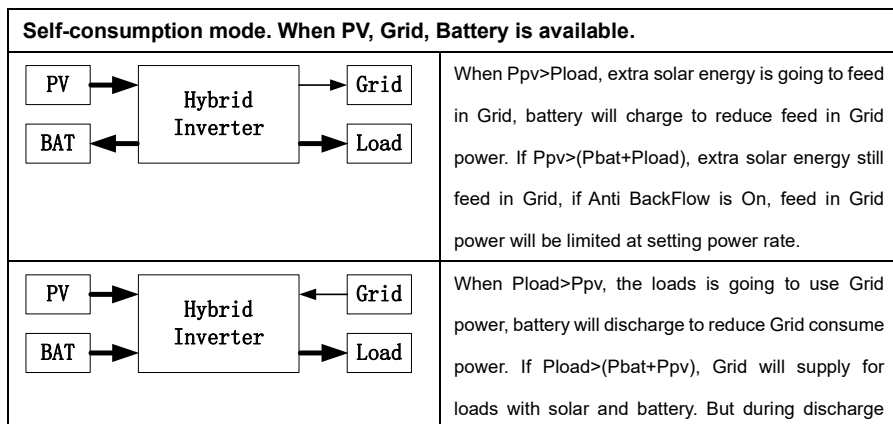 Self-consumption mode. When PV, Grid, Battery is available.
PV
Hybrid
Inverter
Grid
BAT
Load
When Ppv>Pload, extra solar energy is going to feed
in Grid, battery will charge to reduce feed in Grid
power. If Ppv>(Pbat+Pload), extra solar energy still
feed in Grid, if Anti BackFlow is On, feed in Grid
power will be limited at setting power rate.
PV
Hybrid
Inverter
Grid
BAT
Load
When Pload>Ppv, the loads is going to use Grid
power, battery will discharge to reduce Grid consume
power. If Pload>(Pbat+Ppv), Grid will supply for
loads with solar and battery. But during discharge